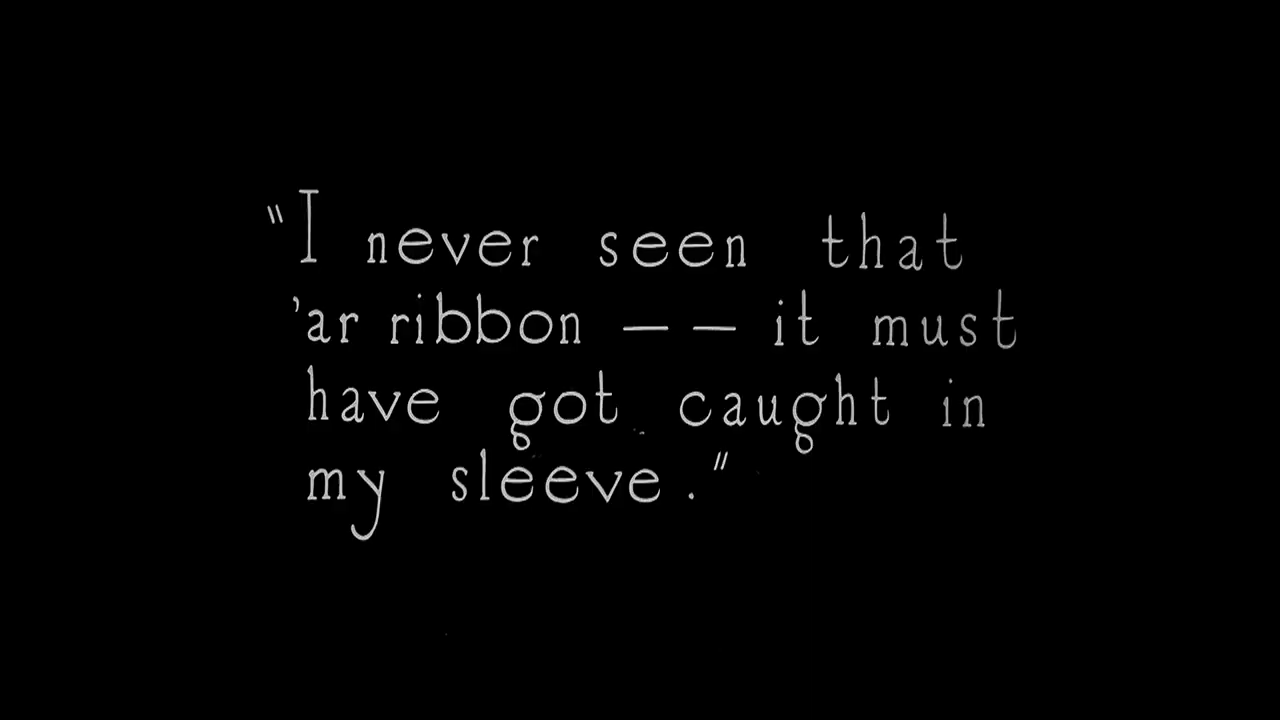 "I never seen that
'ar ribbon — — it must
have got caught in
my sleeve."